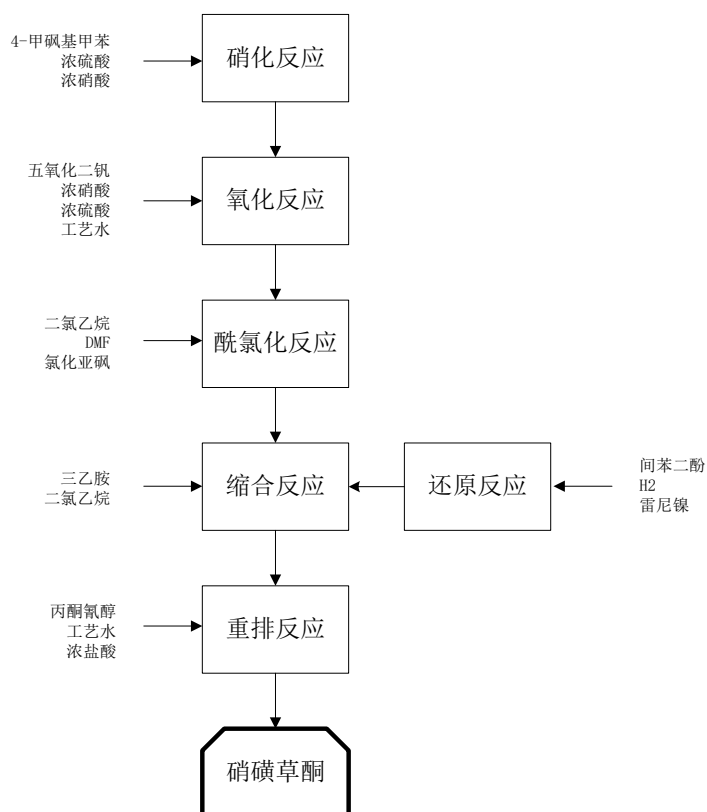 4-甲砜基甲苯
浓硫酸
浓硝酸
硝化反应
五氧化二钒
浓硝酸
浓硫酸
工艺水
氧化反应
二氯乙烷
DMF
氯化亚砜
酰氯化反应
三乙胺
二氯乙烷
缩合反应
还原反应
间苯二酚
H2
雷尼镍
丙酮氰醇
工艺水
浓盐酸
重排反应
硝磺草酮